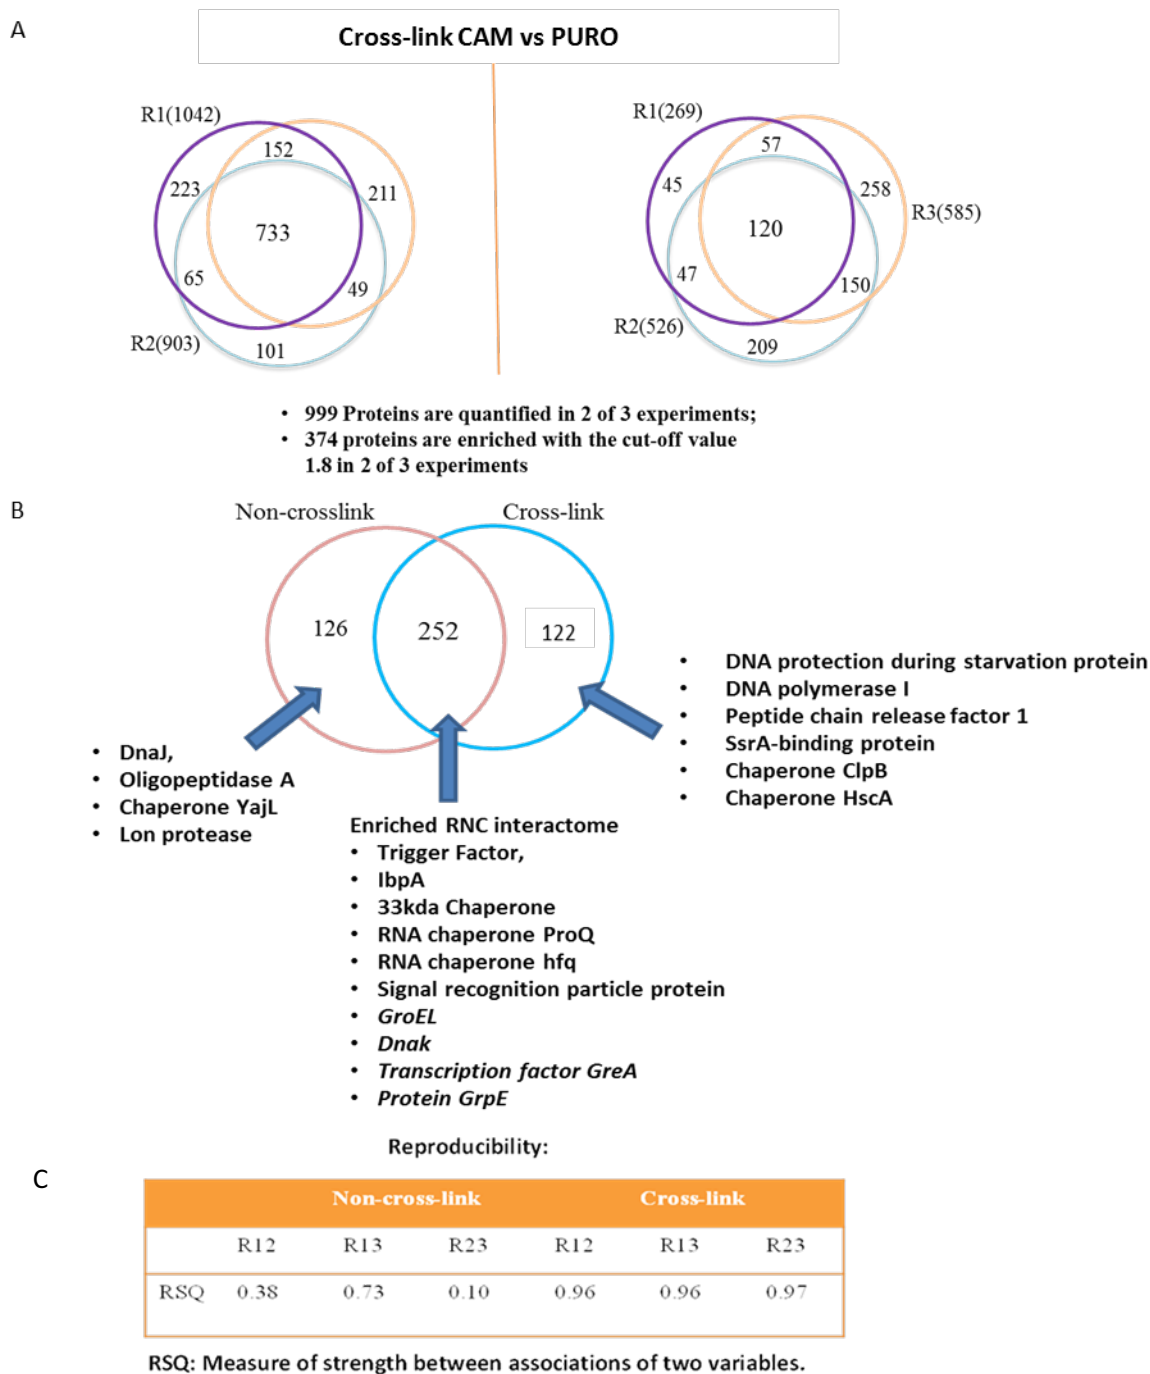 A
Cross-link CAM vs PURO
R1(1042)
152
223
211
733
65
49
R2(903)
101
R1(269)
57
45
258
R3(585)
120
47
150
R2(526)
209
• 999 Proteins are quantified in 2 of 3 experiments;
• 374 proteins are enriched with the cut-off value
1.8 in 2 of 3 experiments
B
Non-crosslink
Cross-link
126
252
122
• DnaJ,
• Oligopeptidase A
• Chaperone YajL
• Lon protease
Enriched RNC interactome
• Trigger Factor,
• IbpA
• 33kda Chaperone
• RNA chaperone ProQ
• RNA chaperone hfq
• Signal recognition particle protein
• GroEL
• Dnak
• Transcription factor GreA
• Protein GrpE
• DNA protection during starvation protein
• DNA polymerase I
• Peptide chain release factor 1
• SsrA-binding protein
• Chaperone ClpB
• Chaperone HscA
Reproducibility:
C
Non-cross-link Cross-link
R12 R13 R23 R12 R13 R23
RSQ 0.38 0.73 0.10 0.96 0.96 0.97
RSQ: Measure of strength between associations of two variables.